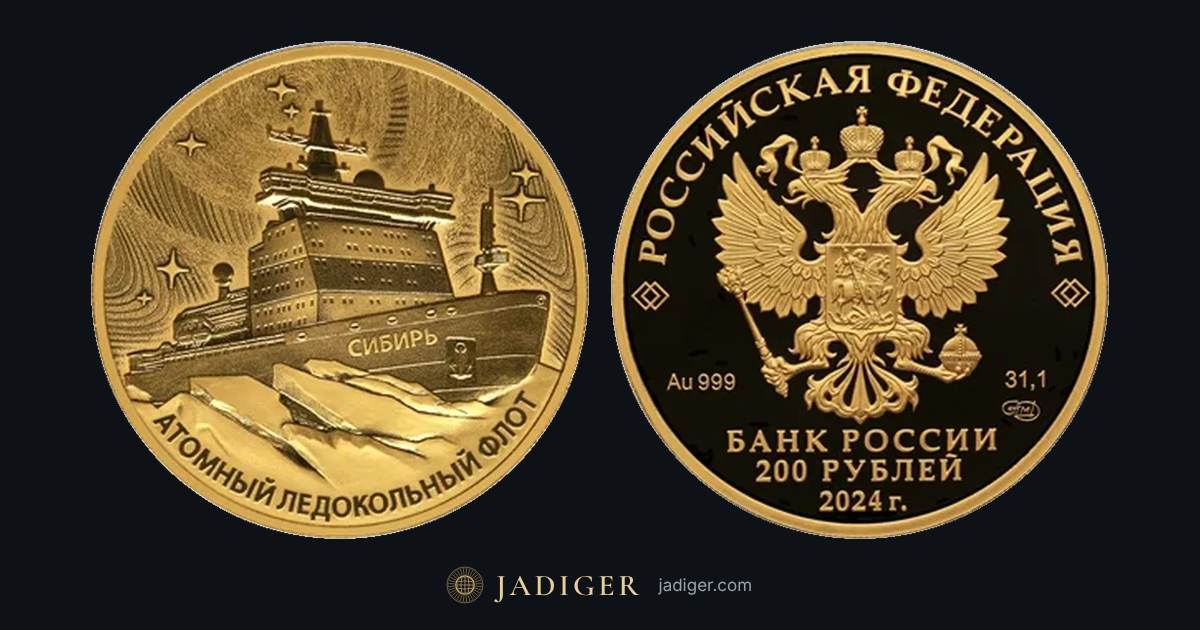 СИБИРЬ
АТОМНЫЙ ЛЕДОКОЛЬНЫЙ ФЛОТ
РОССИЙСКАЯ ФЕДЕРАЦИЯ
Au 999
31,1
БАНК РОССИИ
200 РУБЛЕЙ
2024 г.
JADIGER
jadiger.com